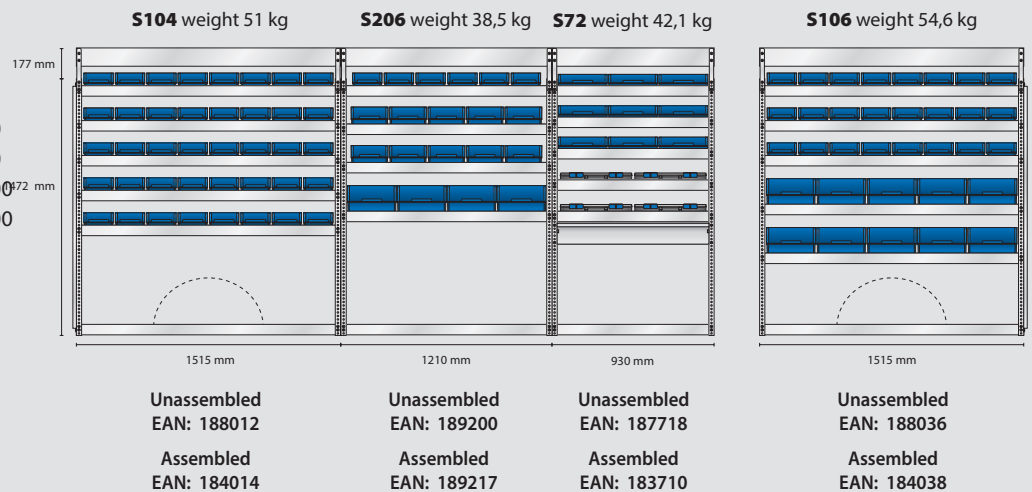 S104 weight 51 kg
S206 weight 38,5 kg
S72 weight 42,1 kg
S106 weight 54,6 kg
177 mm
472 mm
00
1515 mm
1210 mm
930 mm
1515 mm
Unassembled
EAN: 188012
Assembled
EAN: 184014
Unassembled
EAN: 189200
Assembled
EAN: 189217
Unassembled
EAN: 187718
Assembled
EAN: 183710
Unassembled
EAN: 188036
Assembled
EAN: 184038